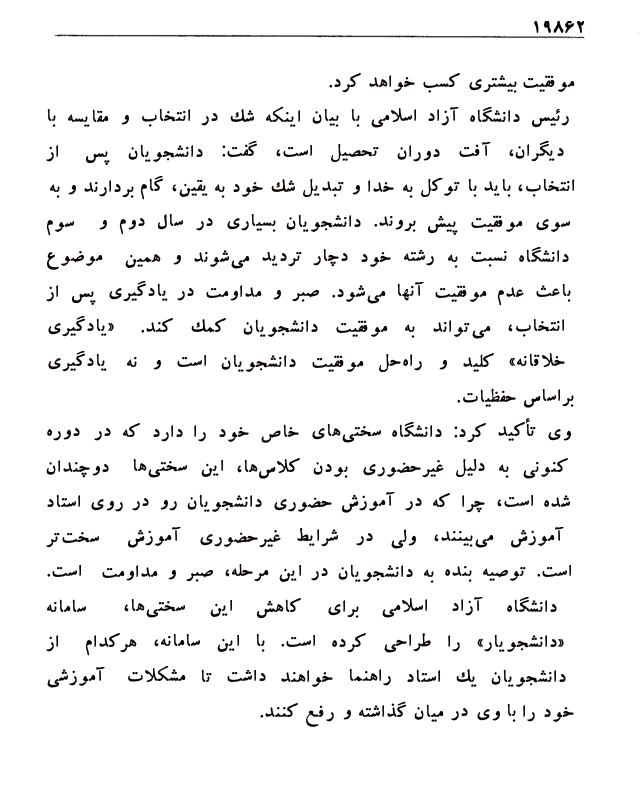 ۱۹۸۶۲
موفقیت بیشتری کسب خواهد کرد.
رئیس دانشگاه آزاد اسلامی با بیان اینکه شك در انتخاب و مقایسه با
دیگران، آفت دوران تحصیل است، گفت: دانشجویان پس از
انتخاب، باید با توکل به خدا و تبدیل شك خود به یقین، گام بردارند و به
سوی موفقیت پیش بروند. دانشجویان بسیاری در سال دوم و سوم
دانشگاه نسبت به رشته خود دچار تردید می‌شوند و همین موضوع
باعث عدم موفقیت آنها می‌شود. صبر و مداومت در یادگیری پس از
انتخاب، می‌تواند به موفقیت دانشجویان کمك کند. «یادگیری
خلاقانه» کلید و راه‌حل موفقیت دانشجویان است و نه یادگیری
براساس حفظیات.
وی تأکید کرد: دانشگاه سختی‌های خاص خود را دارد که در دوره
کنونی به دلیل غیرحضوری بودن کلاس‌ها، این سختی‌ها دوچندان
شده است، چرا که در آموزش حضوری دانشجویان رو در روی استاد
آموزش می‌بینند، ولی در شرایط غیرحضوری آموزش سخت‌تر
است. توصیه بنده به دانشجویان در این مرحله، صبر و مداومت است.
دانشگاه آزاد اسلامی برای کاهش این سختی‌ها، سامانه
«دانشجویار» را طراحی کرده است. با این سامانه، هرکدام از
دانشجویان یك استاد راهنما خواهند داشت تا مشکلات آموزشی
خود را با وی در میان گذاشته و رفع کنند.